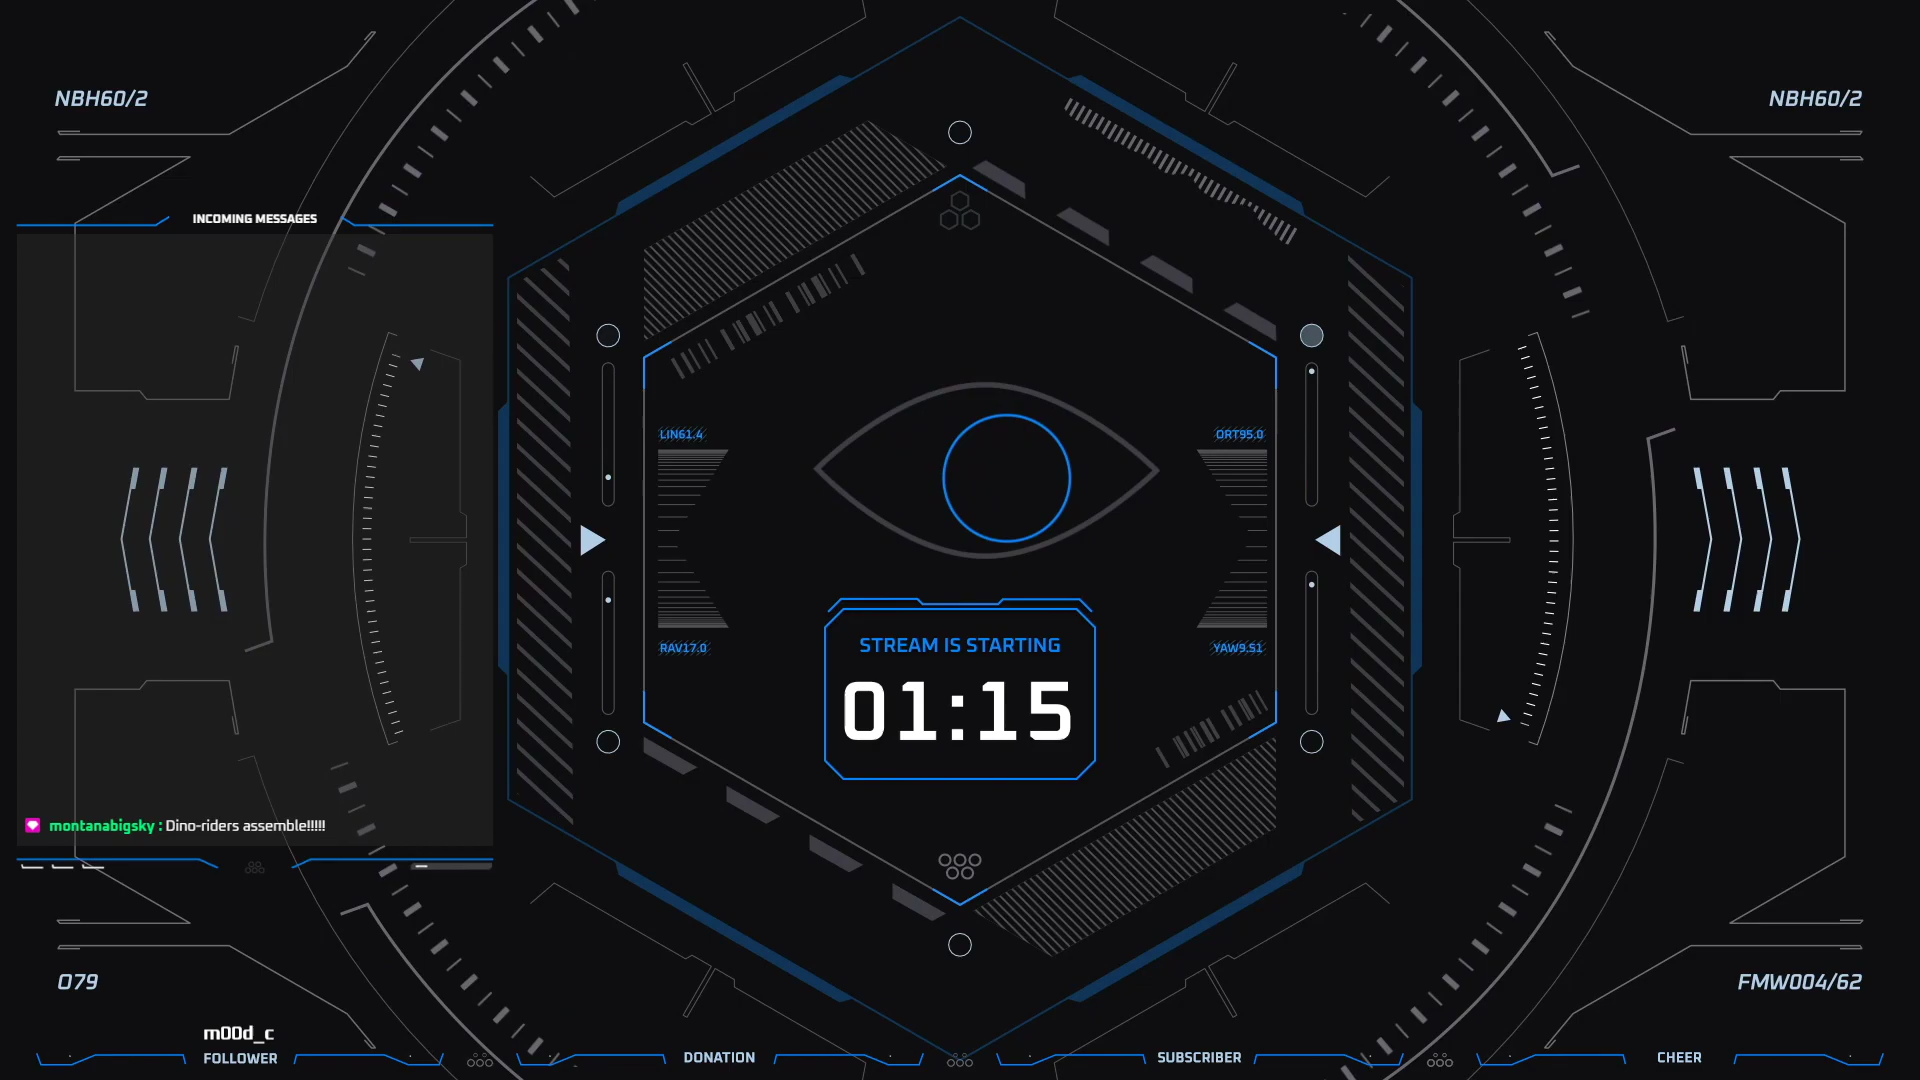 NBH60/2
NBH60/2
INCOMING MESSAGES
LIN61.4
ORT95.0
RAV17.0
YAW9.51
STREAM IS STARTING
01:15
montanabigsky : Dino-riders assemble!!!!!
079
FMW004/62
m00d_c
FOLLOWER
DONATION
SUBSCRIBER
CHEER